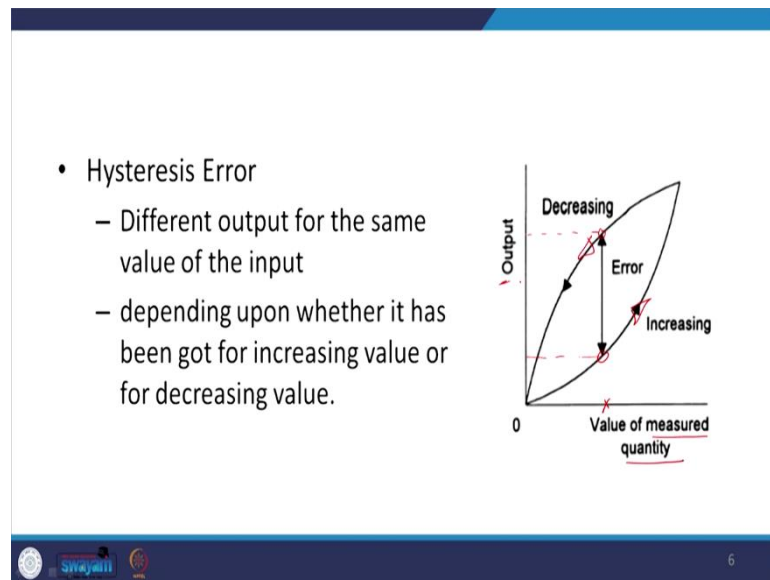 • Hysteresis Error
– Different output for the same
value of the input
– depending upon whether it has
been got for increasing value or
for decreasing value.
Decreasing
Output
Error
Increasing
0
Value of measured
quantity
swayam
6